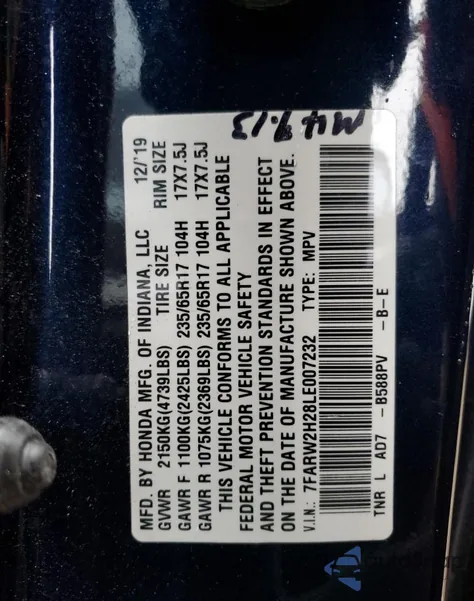 MFD. BY HONDA MFG. OF INDIANA, LLC 12/'19
GVWR 2150KG(4739LBS) TIRE SIZE RIM SIZE
GAWR F 1100KG(2425LBS) 235/65R17 104H 17X7.5J
GAWR R 1075KG(2369LBS) 235/65R17 104H 17X7.5J
THIS VEHICLE CONFORMS TO ALL APPLICABLE
FEDERAL MOTOR VEHICLE SAFETY
AND THEFT PREVENTION STANDARDS IN EFFECT
ON THE DATE OF MANUFACTURE SHOWN ABOVE.
V.I.N.: 7FARW2H28LE007232 TYPE: MPV
TNR L AD7 -B588PV -B-E